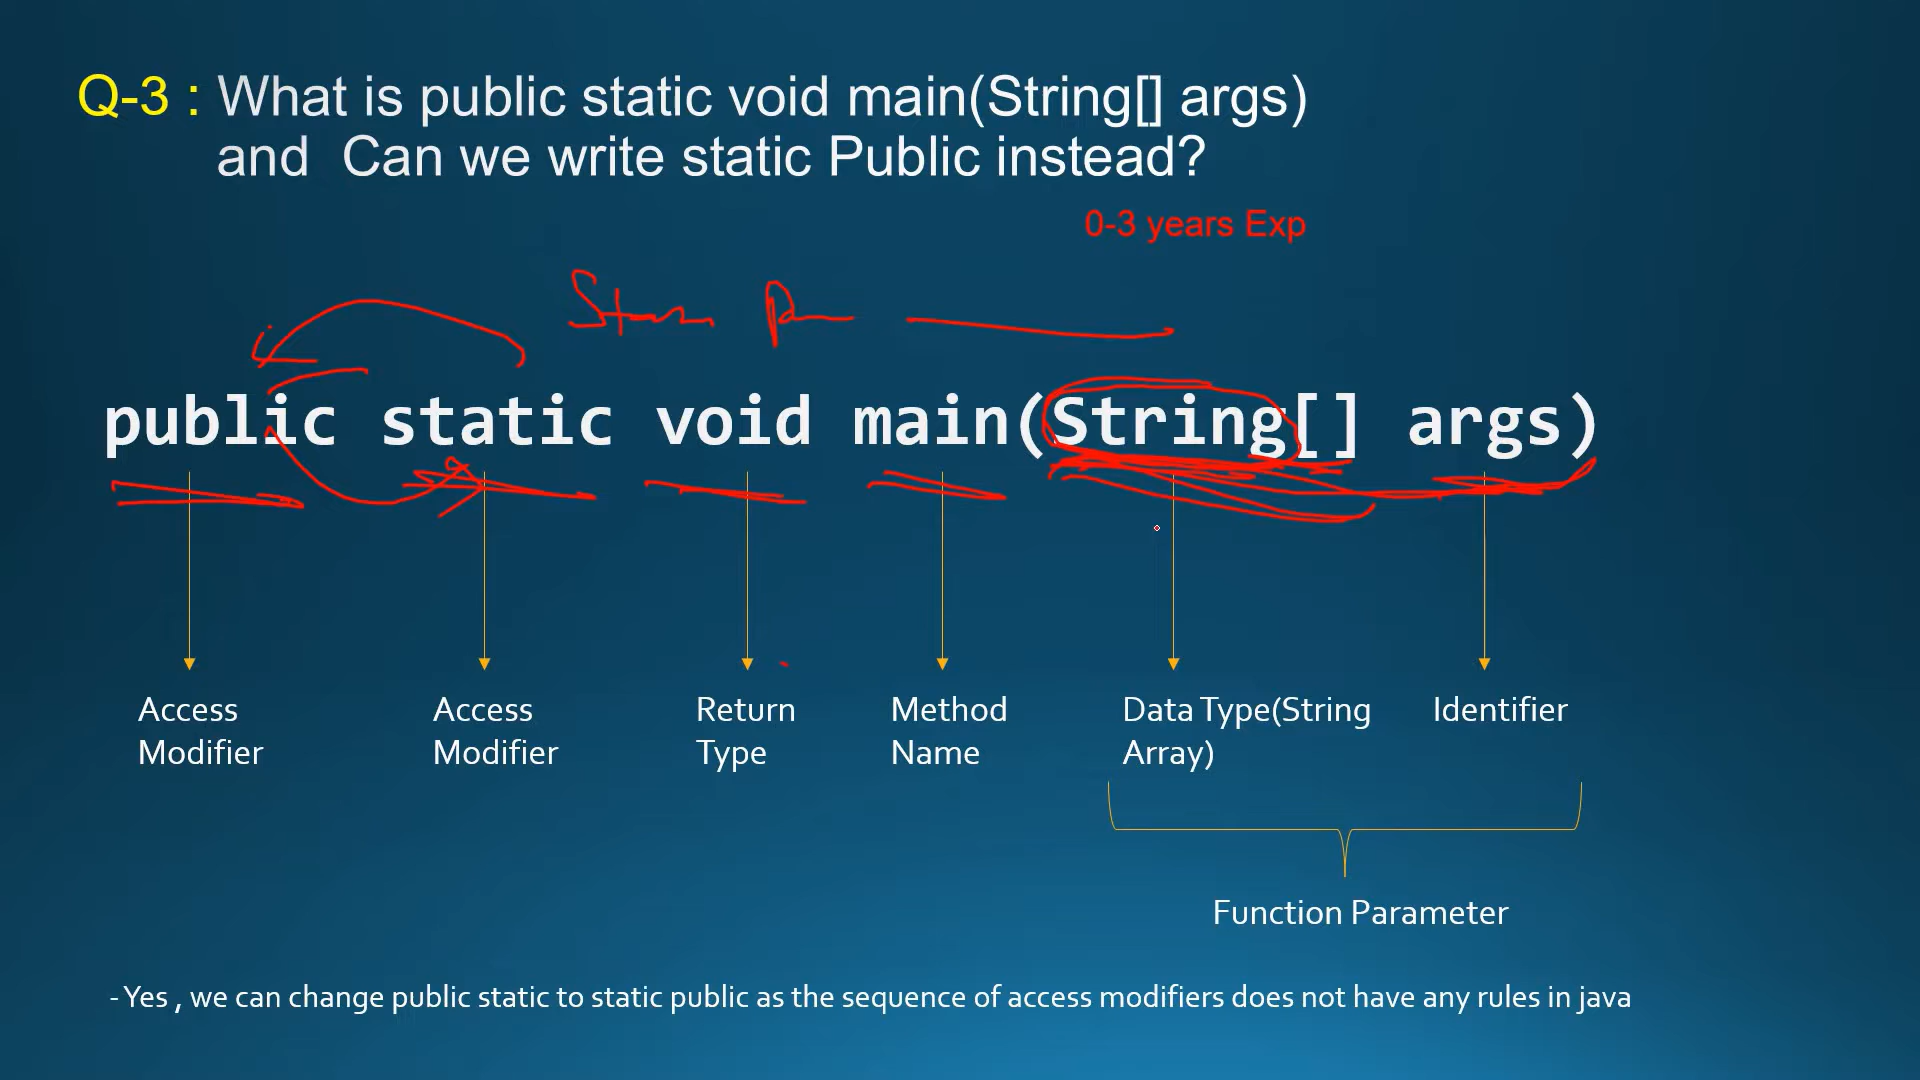 Q-3 : What is public static void main(String[] args)
and Can we write static Public instead?
0-3 years Exp
public static void main(String[] args)
Access Modifier
Access Modifier
Return Type
Method Name
Data Type(String Array)
Identifier
Function Parameter
- Yes , we can change public static to static public as the sequence of access modifiers does not have any rules in java